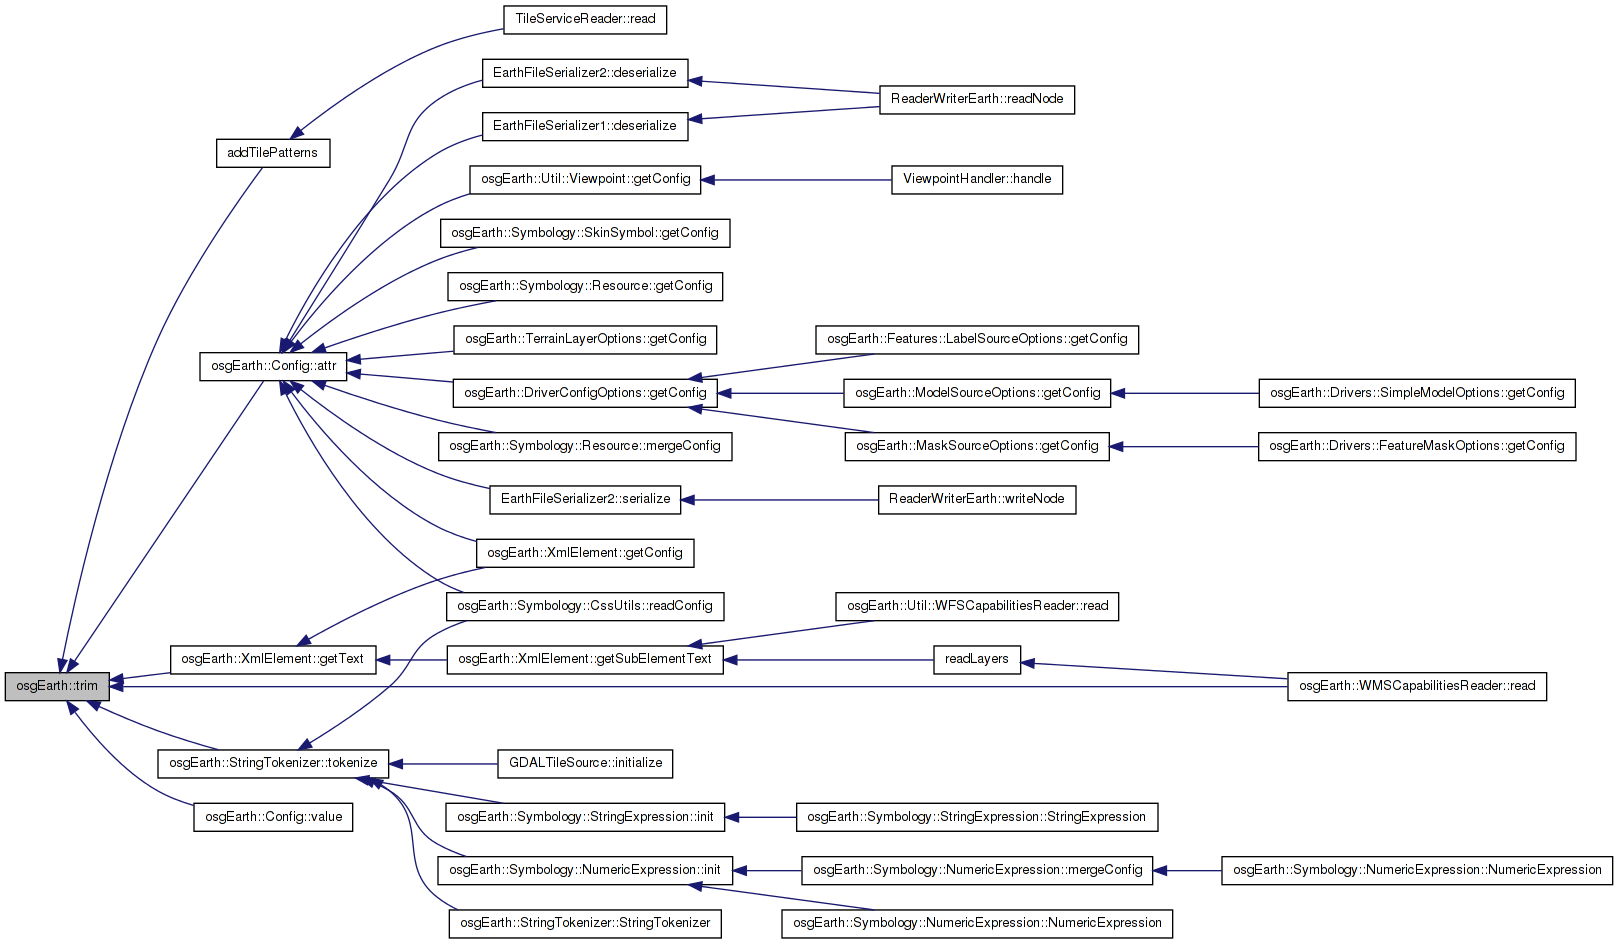 TileServiceReader::read
EarthFileSerializer2::deserialize
ReaderWriterEarth::readNode
EarthFileSerializer1::deserialize
addTilePatterns
osgEarth::Util::Viewpoint::getConfig
ViewpointHandler::handle
osgEarth::Symbology::SkinSymbol::getConfig
osgEarth::Symbology::Resource::getConfig
osgEarth::TerrainLayerOptions::getConfig
osgEarth::Features::LabelSourceOptions::getConfig
osgEarth::Config::attr
osgEarth::DriverConfigOptions::getConfig
osgEarth::ModelSourceOptions::getConfig
osgEarth::Drivers::SimpleModelOptions::getConfig
osgEarth::Symbology::Resource::mergeConfig
osgEarth::MaskSourceOptions::getConfig
osgEarth::Drivers::FeatureMaskOptions::getConfig
EarthFileSerializer2::serialize
ReaderWriterEarth::writeNode
osgEarth::XmlElement::getConfig
osgEarth::Symbology::CssUtils::readConfig
osgEarth::Util::WFSCapabilitiesReader::read
osgEarth::XmlElement::getText
osgEarth::XmlElement::getSubElementText
readLayers
osgEarth::trim
osgEarth::WMSCapabilitiesReader::read
osgEarth::StringTokenizer::tokenize
GDALTileSource::initialize
osgEarth::Config::value
osgEarth::Symbology::StringExpression::init
osgEarth::Symbology::StringExpression::StringExpression
osgEarth::Symbology::NumericExpression::init
osgEarth::Symbology::NumericExpression::mergeConfig
osgEarth::Symbology::NumericExpression::NumericExpression
osgEarth::StringTokenizer::StringTokenizer
osgEarth::Symbology::NumericExpression::NumericExpression